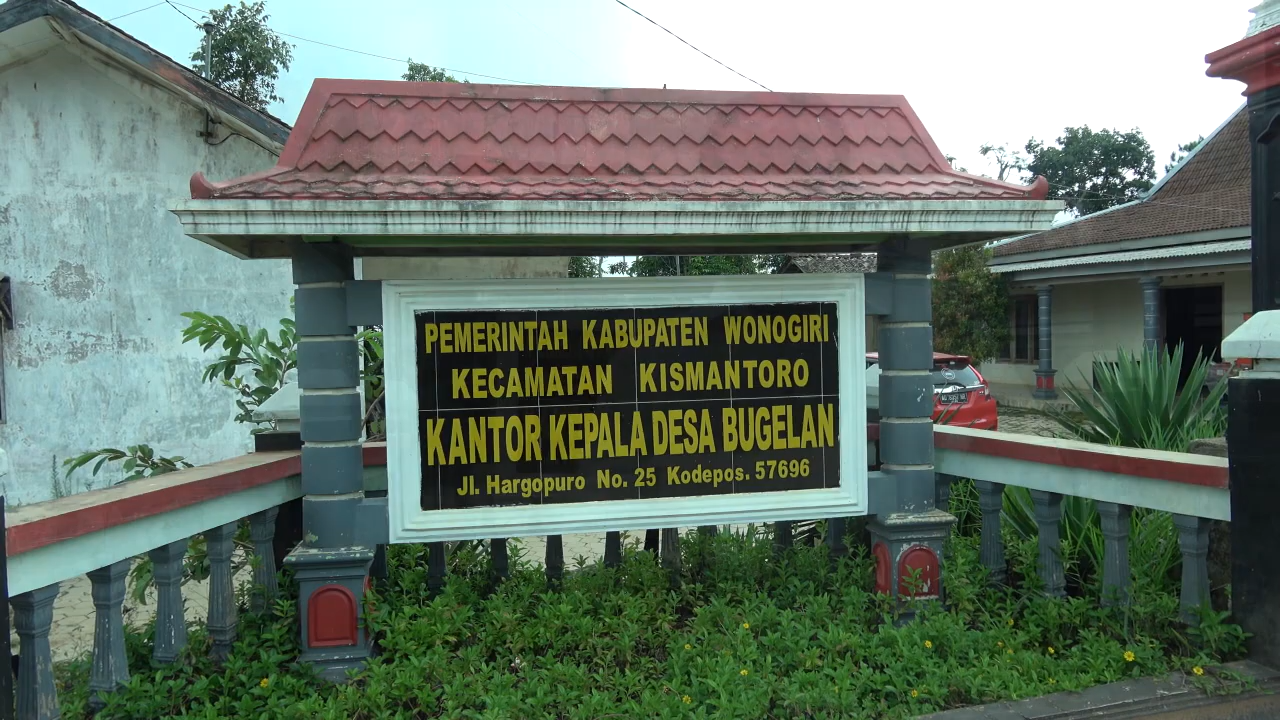 PEMERINTAH KABUPATEN WONOGIRI
KECAMATAN KISMANTORO
KANTOR KEPALA DESA BUGELAN
Jl. Hargopuro No. 25 Kodepos. 57696